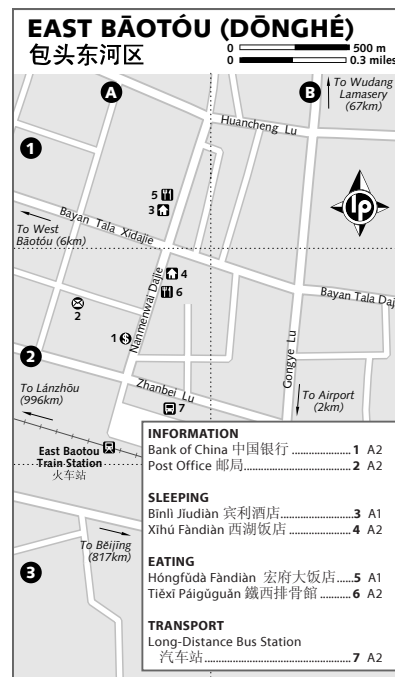 EAST BĀOTÓU (DŌNGHÉ)
包头东河区
0 500 m
0 0.3 miles
A
B
To Wudang
Lamasery
(67km)
Huancheng Lu
1
5
3
lp
Bayan Tala Xidajie
To West
Bāotóu (6km)
4
6
Bayan Tala Daj
2
Nanmenwai Dajie
1
Gongye Lu
2
Zhanbei Lu
To Lánzhōu
(996km)
7
To Airport
(2km)
East Baotou
Train Station
火车站
To Běijīng
(817km)
3
INFORMATION
Bank of China 中国银行 ..................... 1 A2
Post Office 邮局........................... 2 A2
SLEEPING
Bīnlì Jīudiàn 宾利酒店..................... 3 A1
Xīhú Fàndiàn 西湖饭店..................... 4 A2
EATING
Hóngfǔdà Fàndiàn 宏府大饭店.....5 A1
Tiěxī Páigǔguǎn 鐵西排骨館.......... 6 A2
TRANSPORT
Long-Distance Bus Station
汽车站.......................................... 7 A2